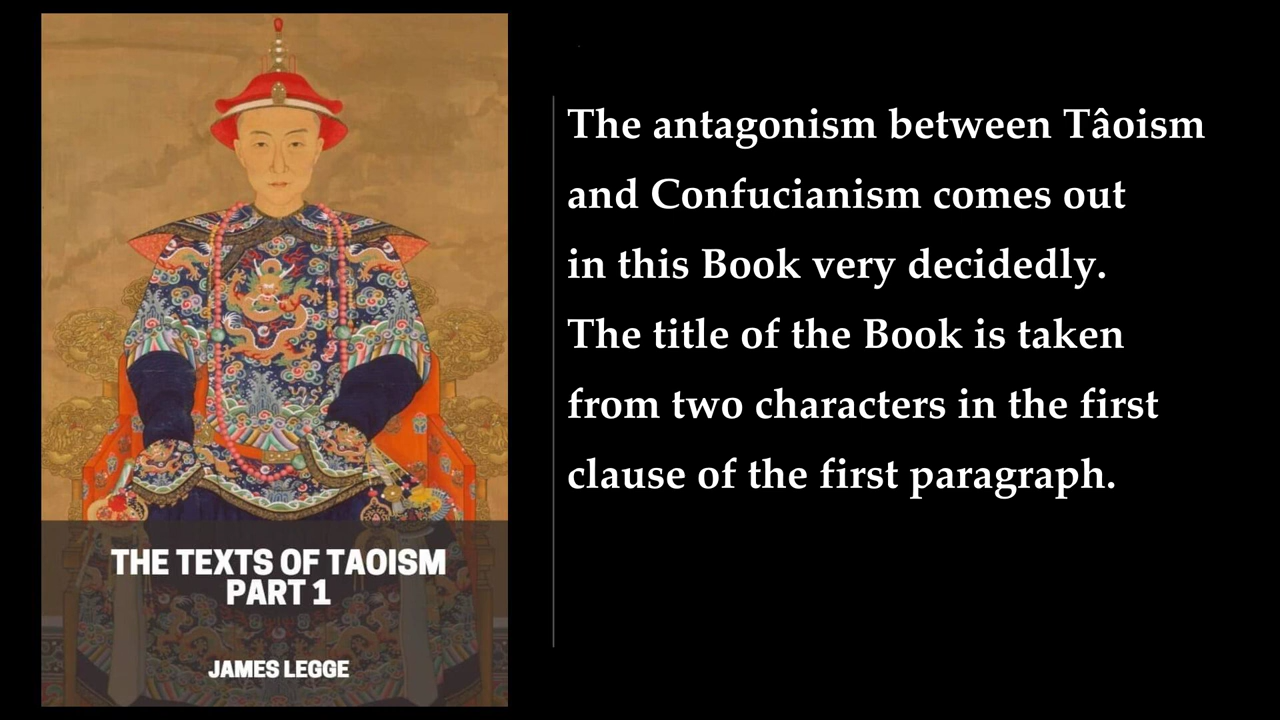 THE TEXTS OF TAOISM
PART 1
JAMES LEGGE
The antagonism between Tâoism
and Confucianism comes out
in this Book very decidedly.
The title of the Book is taken
from two characters in the first
clause of the first paragraph.